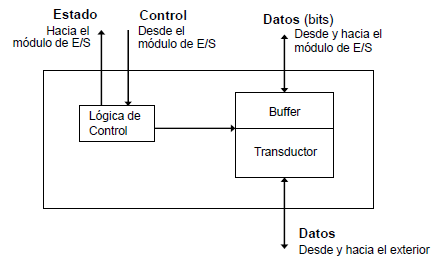 Estado
Hacia el
módulo de E/S
Control
Desde el
módulo de E/S
Datos (bits)
Desde y hacia el
módulo de E/S
Lógica de
Control
Buffer
Transductor
Datos
Desde y hacia el exterior